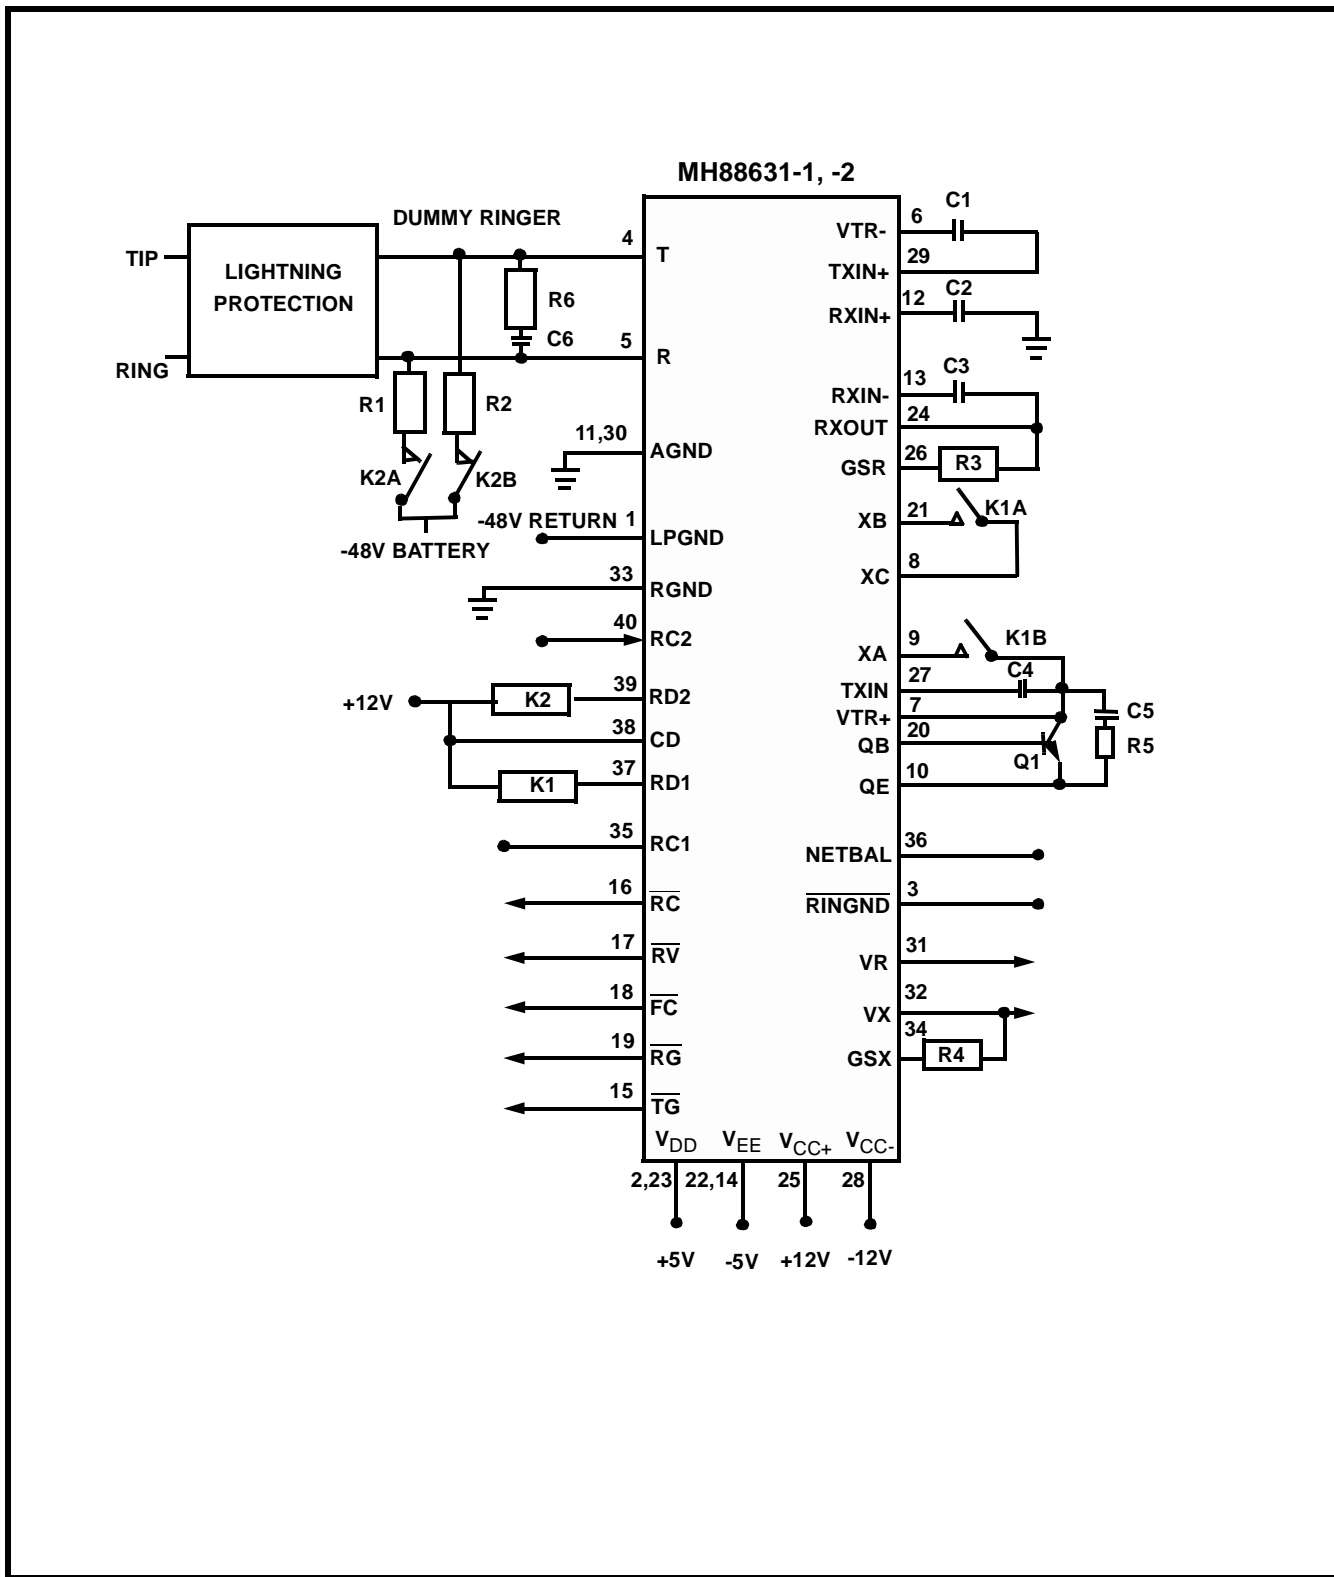 MH88631-1, -2
DUMMY RINGER
TIP
LIGHTNING
PROTECTION
RING
4
T
R6
C6
5
R
R1
R2
K2A
K2B
-48V BATTERY
11,30
AGND
-48V RETURN
1
LPGND
33
RGND
40
RC2
+12V
K2
39
RD2
38
CD
K1
37
RD1
35
RC1
16
RC
17
RV
18
FC
19
RG
15
TG
VTR-
6
C1
TXIN+
29
RXIN+
12
C2
RXIN-
13
C3
RXOUT
24
GSR
26
R3
XB
21
K1A
XC
8
XA
9
K1B
TXIN
27
C4
VTR+
7
C5
QB
20
Q1
R5
QE
10
NETBAL
36
RINGND
3
VR
31
VX
32
GSX
34
R4
VDD
VEE
VCC+
VCC-
2,23
22,14
25
28
+5V
-5V
+12V
-12V